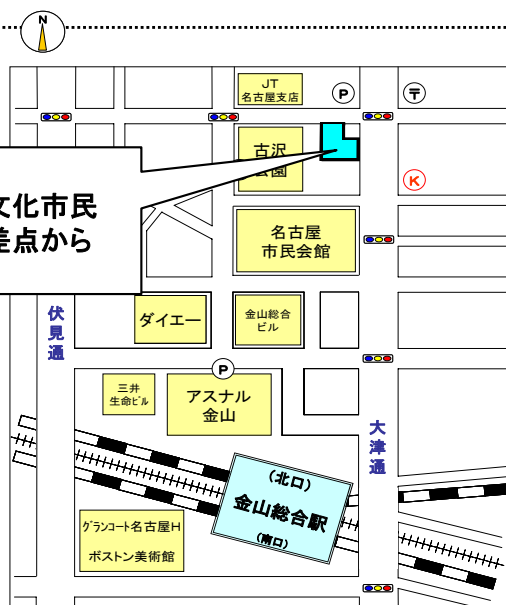 N
JT
名古屋支店
P
〒
古沢
公園
K
文化市民
差点から
名古屋
市民会館
伏見通
ダイエー
金山総合
ビル
P
三井
生命ビル
アスナル
金山
大津通
(北口)
金山総合駅
(南口)
グランコート名古屋H
ボストン美術館